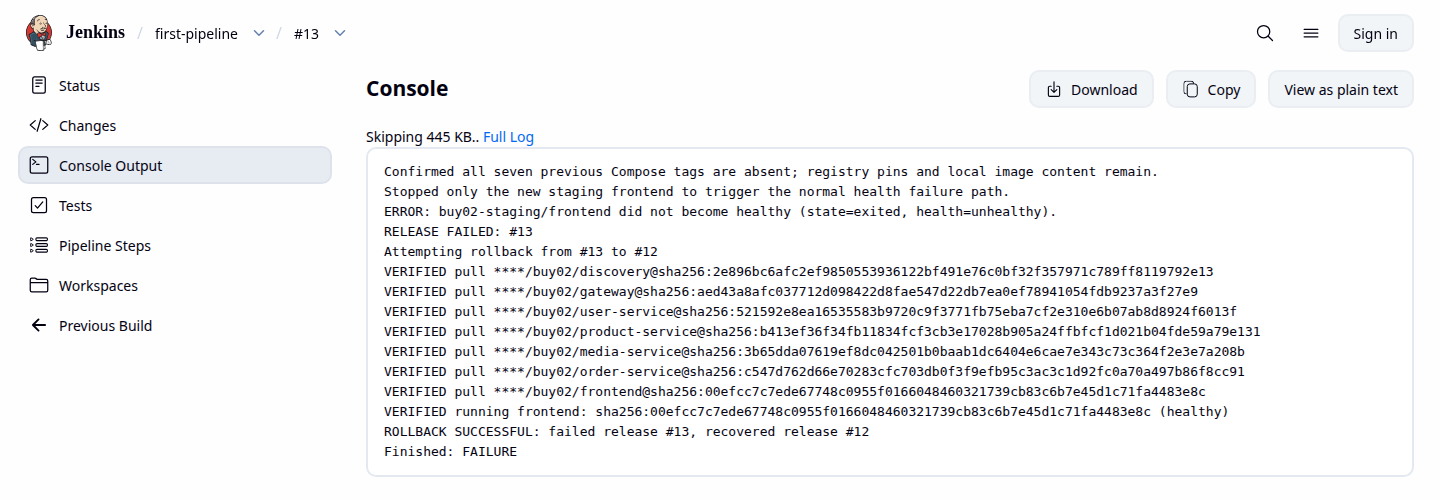 Jenkins / first-pipeline / #13 Sign in
Status
Changes
Console Output
Tests
Pipeline Steps
Workspaces
Previous Build
Console
Download
Copy
View as plain text
Skipping 445 KB.. Full Log
Confirmed all seven previous Compose tags are absent; registry pins and local image content remain.
Stopped only the new staging frontend to trigger the normal health failure path.
ERROR: buy02-staging/frontend did not become healthy (state=exited, health=unhealthy).
RELEASE FAILED: #13
Attempting rollback from #13 to #12
VERIFIED pull ****/buy02/discovery@sha256:2e896bc6afc2ef9850553936122bf491e76c0bf32f357971c789ff8119792e13
VERIFIED pull ****/buy02/gateway@sha256:aed43a8afc037712d098422d8fae547d22db7ea0ef78941054fdb9237a3f27e9
VERIFIED pull ****/buy02/user-service@sha256:521592e8ea16535583b9720c9f3771fb75eba7cf2e310e6b07ab8d8924f6013f
VERIFIED pull ****/buy02/product-service@sha256:b413ef36f34fb11834fcf3cb3e17028b905a24ffbfcf1d021b04fde59a79e131
VERIFIED pull ****/buy02/media-service@sha256:3b65dda07619ef8dc042501b0baab1dc6404e6cae7e343c73c364f2e3e7a208b
VERIFIED pull ****/buy02/order-service@sha256:c547d762d66e70283cfc703db0f3f9efb95c3ac3c1d92fc0a70a497b86f8cc91
VERIFIED pull ****/buy02/frontend@sha256:00efcc7c7ede67748c0955f0166048460321739cb83c6b7e45d1c71fa4483e8c
VERIFIED running frontend: sha256:00efcc7c7ede67748c0955f0166048460321739cb83c6b7e45d1c71fa4483e8c (healthy)
ROLLBACK SUCCESSFUL: failed release #13, recovered release #12
Finished: FAILURE